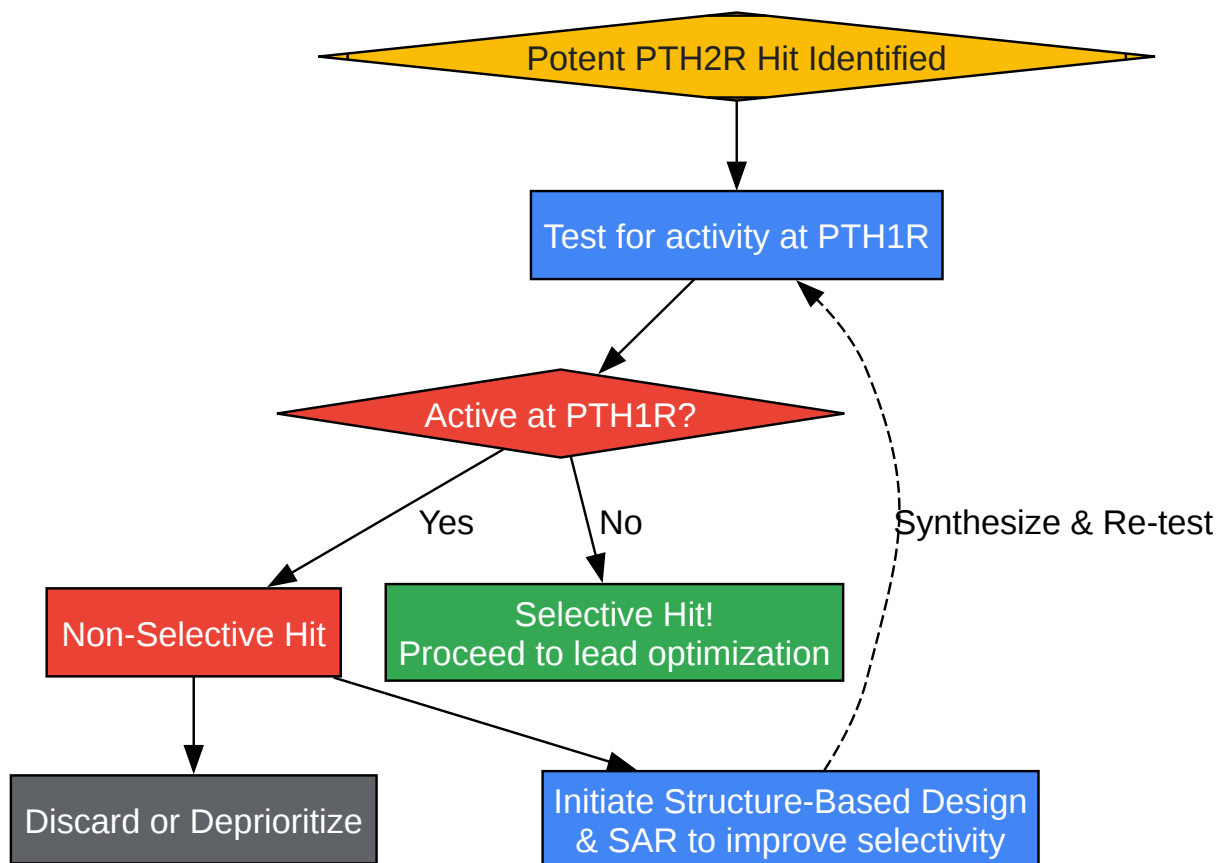 Potent PTH2R Hit Identified
Test for activity at PTH1R
Active at PTH1R?
Yes
No
Synthesize & Re-test
Non-Selective Hit
Selective Hit!
Proceed to lead optimization
Discard or Deprioritize
Initiate Structure-Based Design
& SAR to improve selectivity